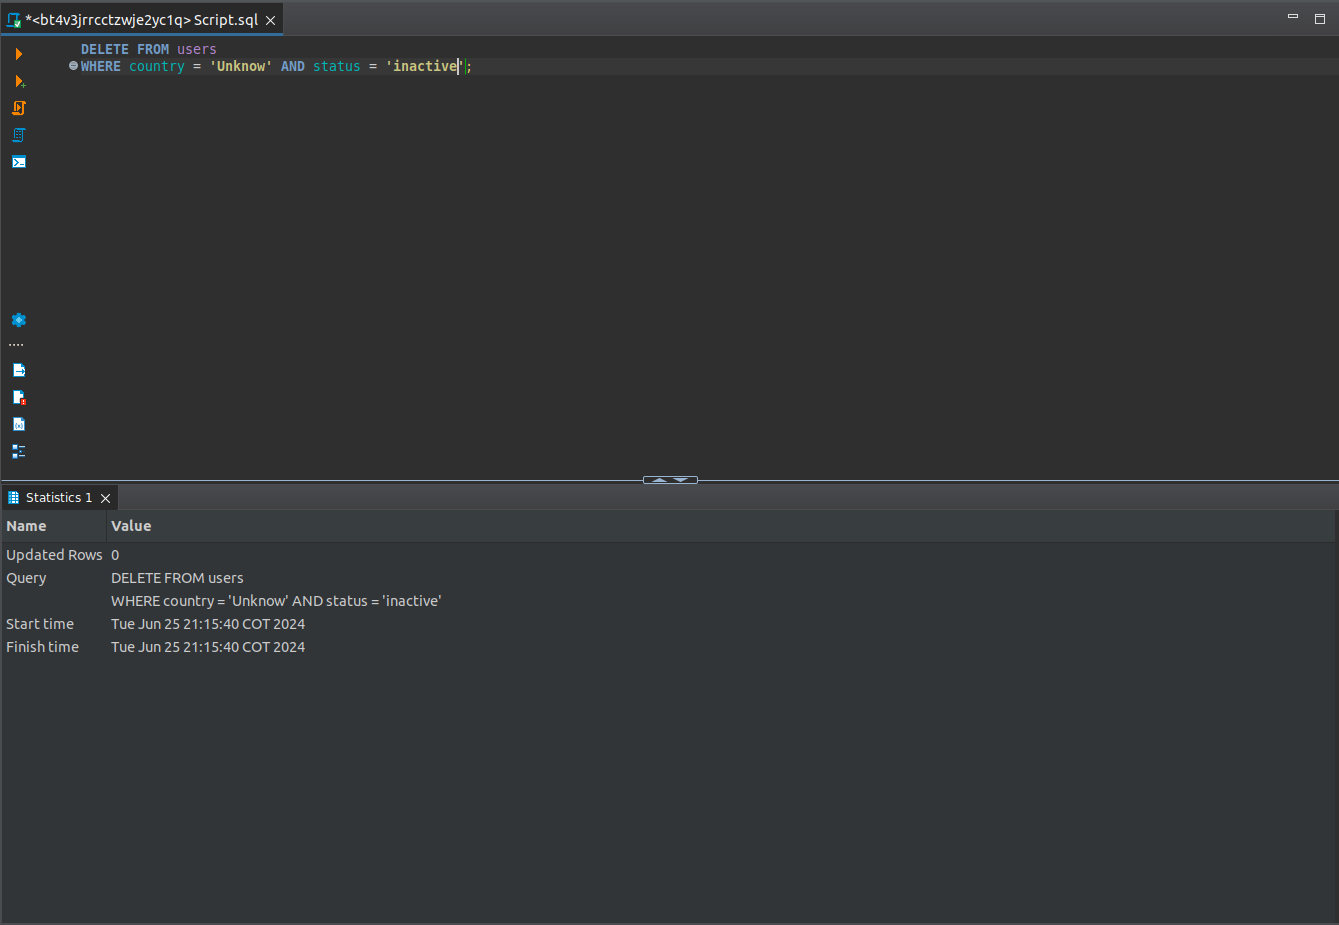 *<bt4v3jrrcctzwje2yc1q> Script.sql
DELETE FROM users
WHERE country = 'Unknow' AND status = 'inactive';
Statistics 1
Name Value
Updated Rows 0
Query DELETE FROM users
WHERE country = 'Unknow' AND status = 'inactive'
Start time Tue Jun 25 21:15:40 COT 2024
Finish time Tue Jun 25 21:15:40 COT 2024